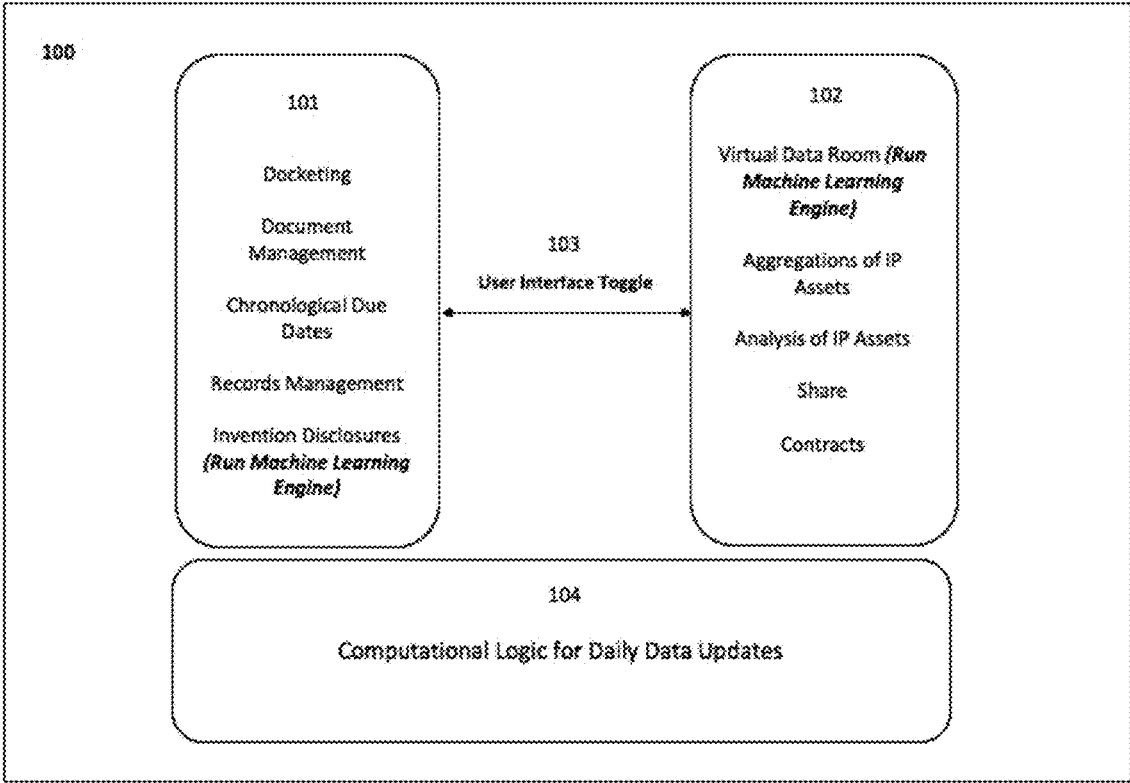 100
101
Docketing
Document
Management
Chronological Due
Dates
Records Management
Invention Disclosures
(Run Machine Learning
Engine)
103
User Interface Toggle
102
Virtual Data Room (Run
Machine Learning
Engine)
Aggregations of IP
Assets
Analysis of IP Assets
Share
Contracts
104
Computational Logic for Daily Data Updates